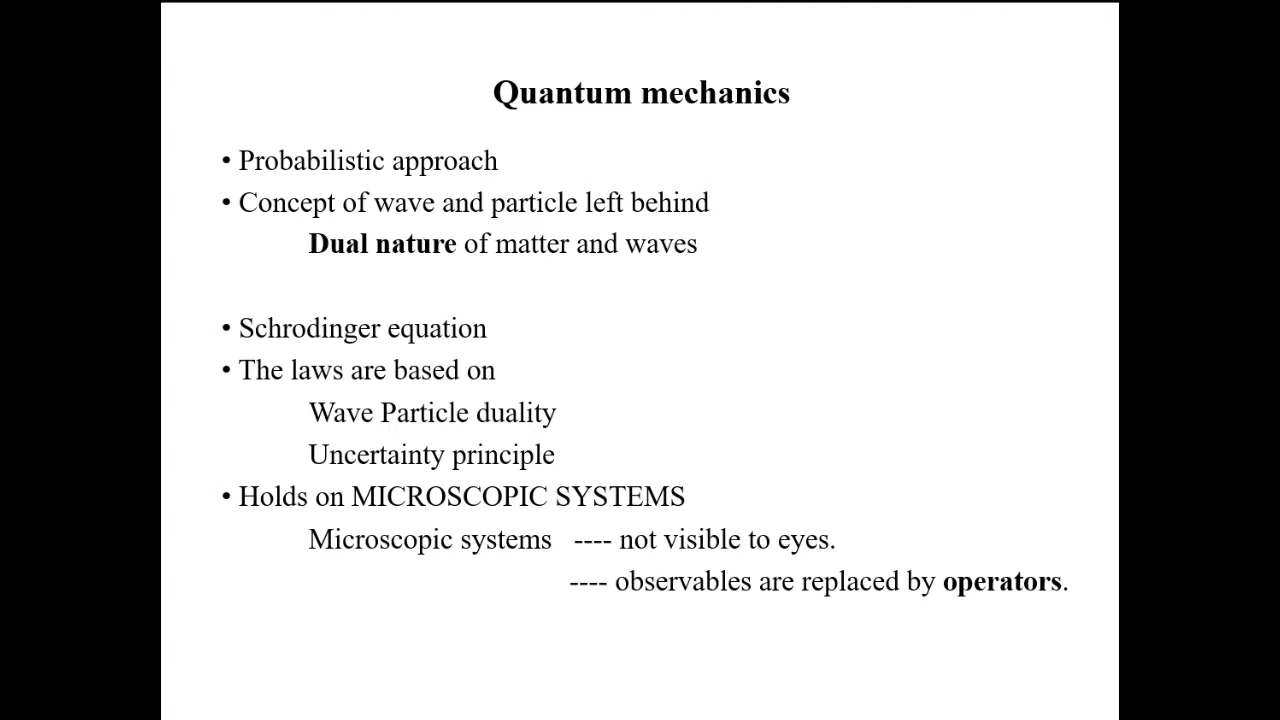 Quantum mechanics
• Probabilistic approach
• Concept of wave and particle left behind
Dual nature of matter and waves
• Schrodinger equation
• The laws are based on
Wave Particle duality
Uncertainty principle
• Holds on MICROSCOPIC SYSTEMS
Microscopic systems ---- not visible to eyes.
---- observables are replaced by operators.